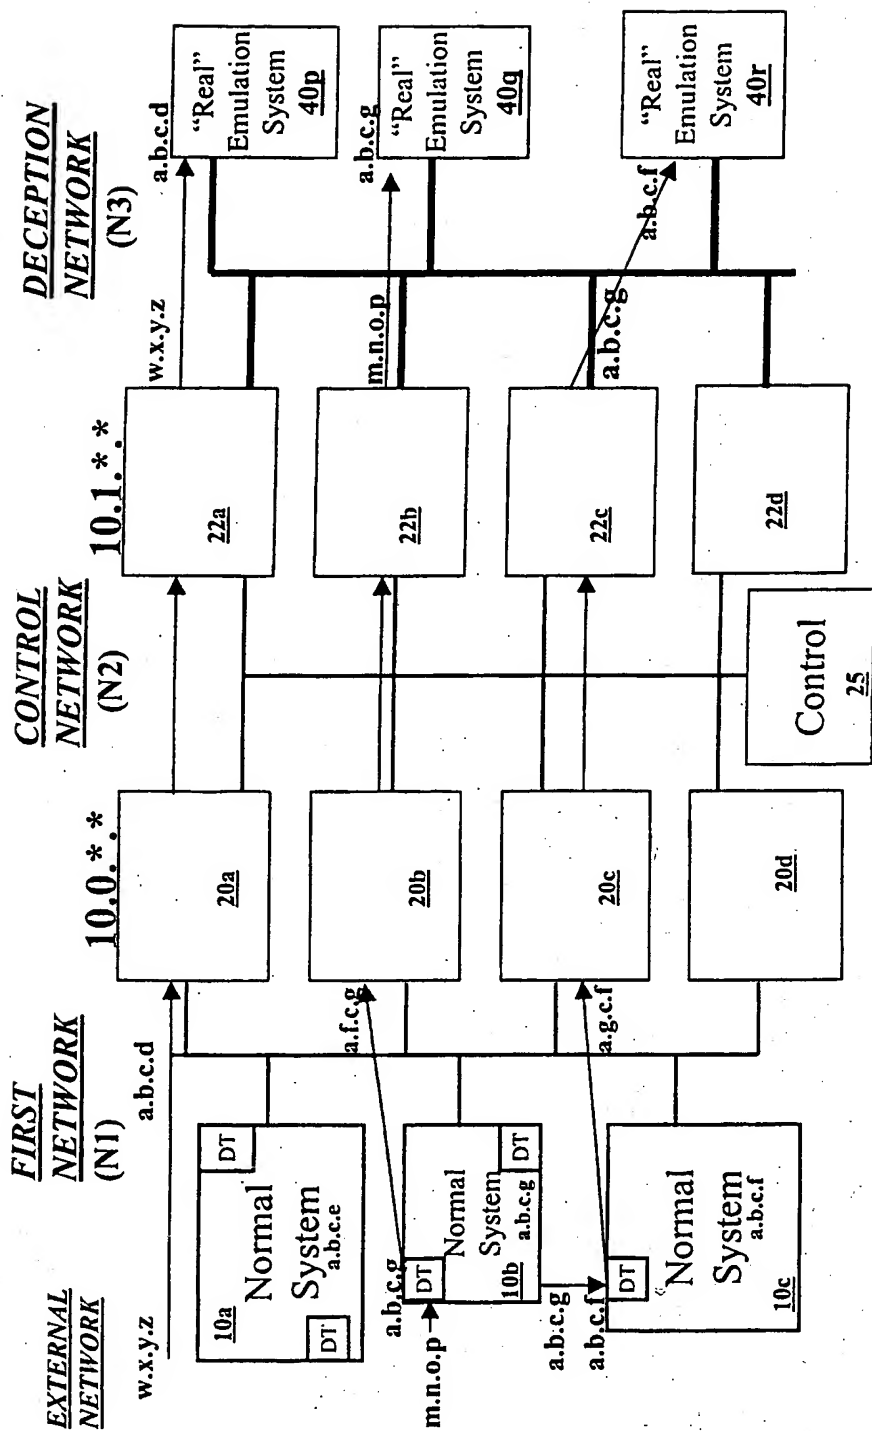 EXTERNAL
NETWORK
FIRST
NETWORK
(N1)
CONTROL
NETWORK
(N2)
DECEPTION
NETWORK
(N3)
w.x.y.z
a.b.c.d
10.0.*.*
10.1.*.*
w.x.y.z
a.b.c.d
10a
Normal
System
a.b.c.e
DT
DT
20a
22a
"Real"
Emulation
System
40p
m.n.o.p
a.b.c.g
DT
Normal
System
a.b.c.g
10b
DT
a.f.c.g
20b
22b
m.n.o.p
a.b.c.g
"Real"
Emulation
System
40q
a.b.c.g
a.b.c.f
DT
Normal
System
a.b.c.f
10c
a.g.c.f
20c
22c
a.b.c.g
a.b.c.f
"Real"
Emulation
System
40r
20d
22d
Control
25